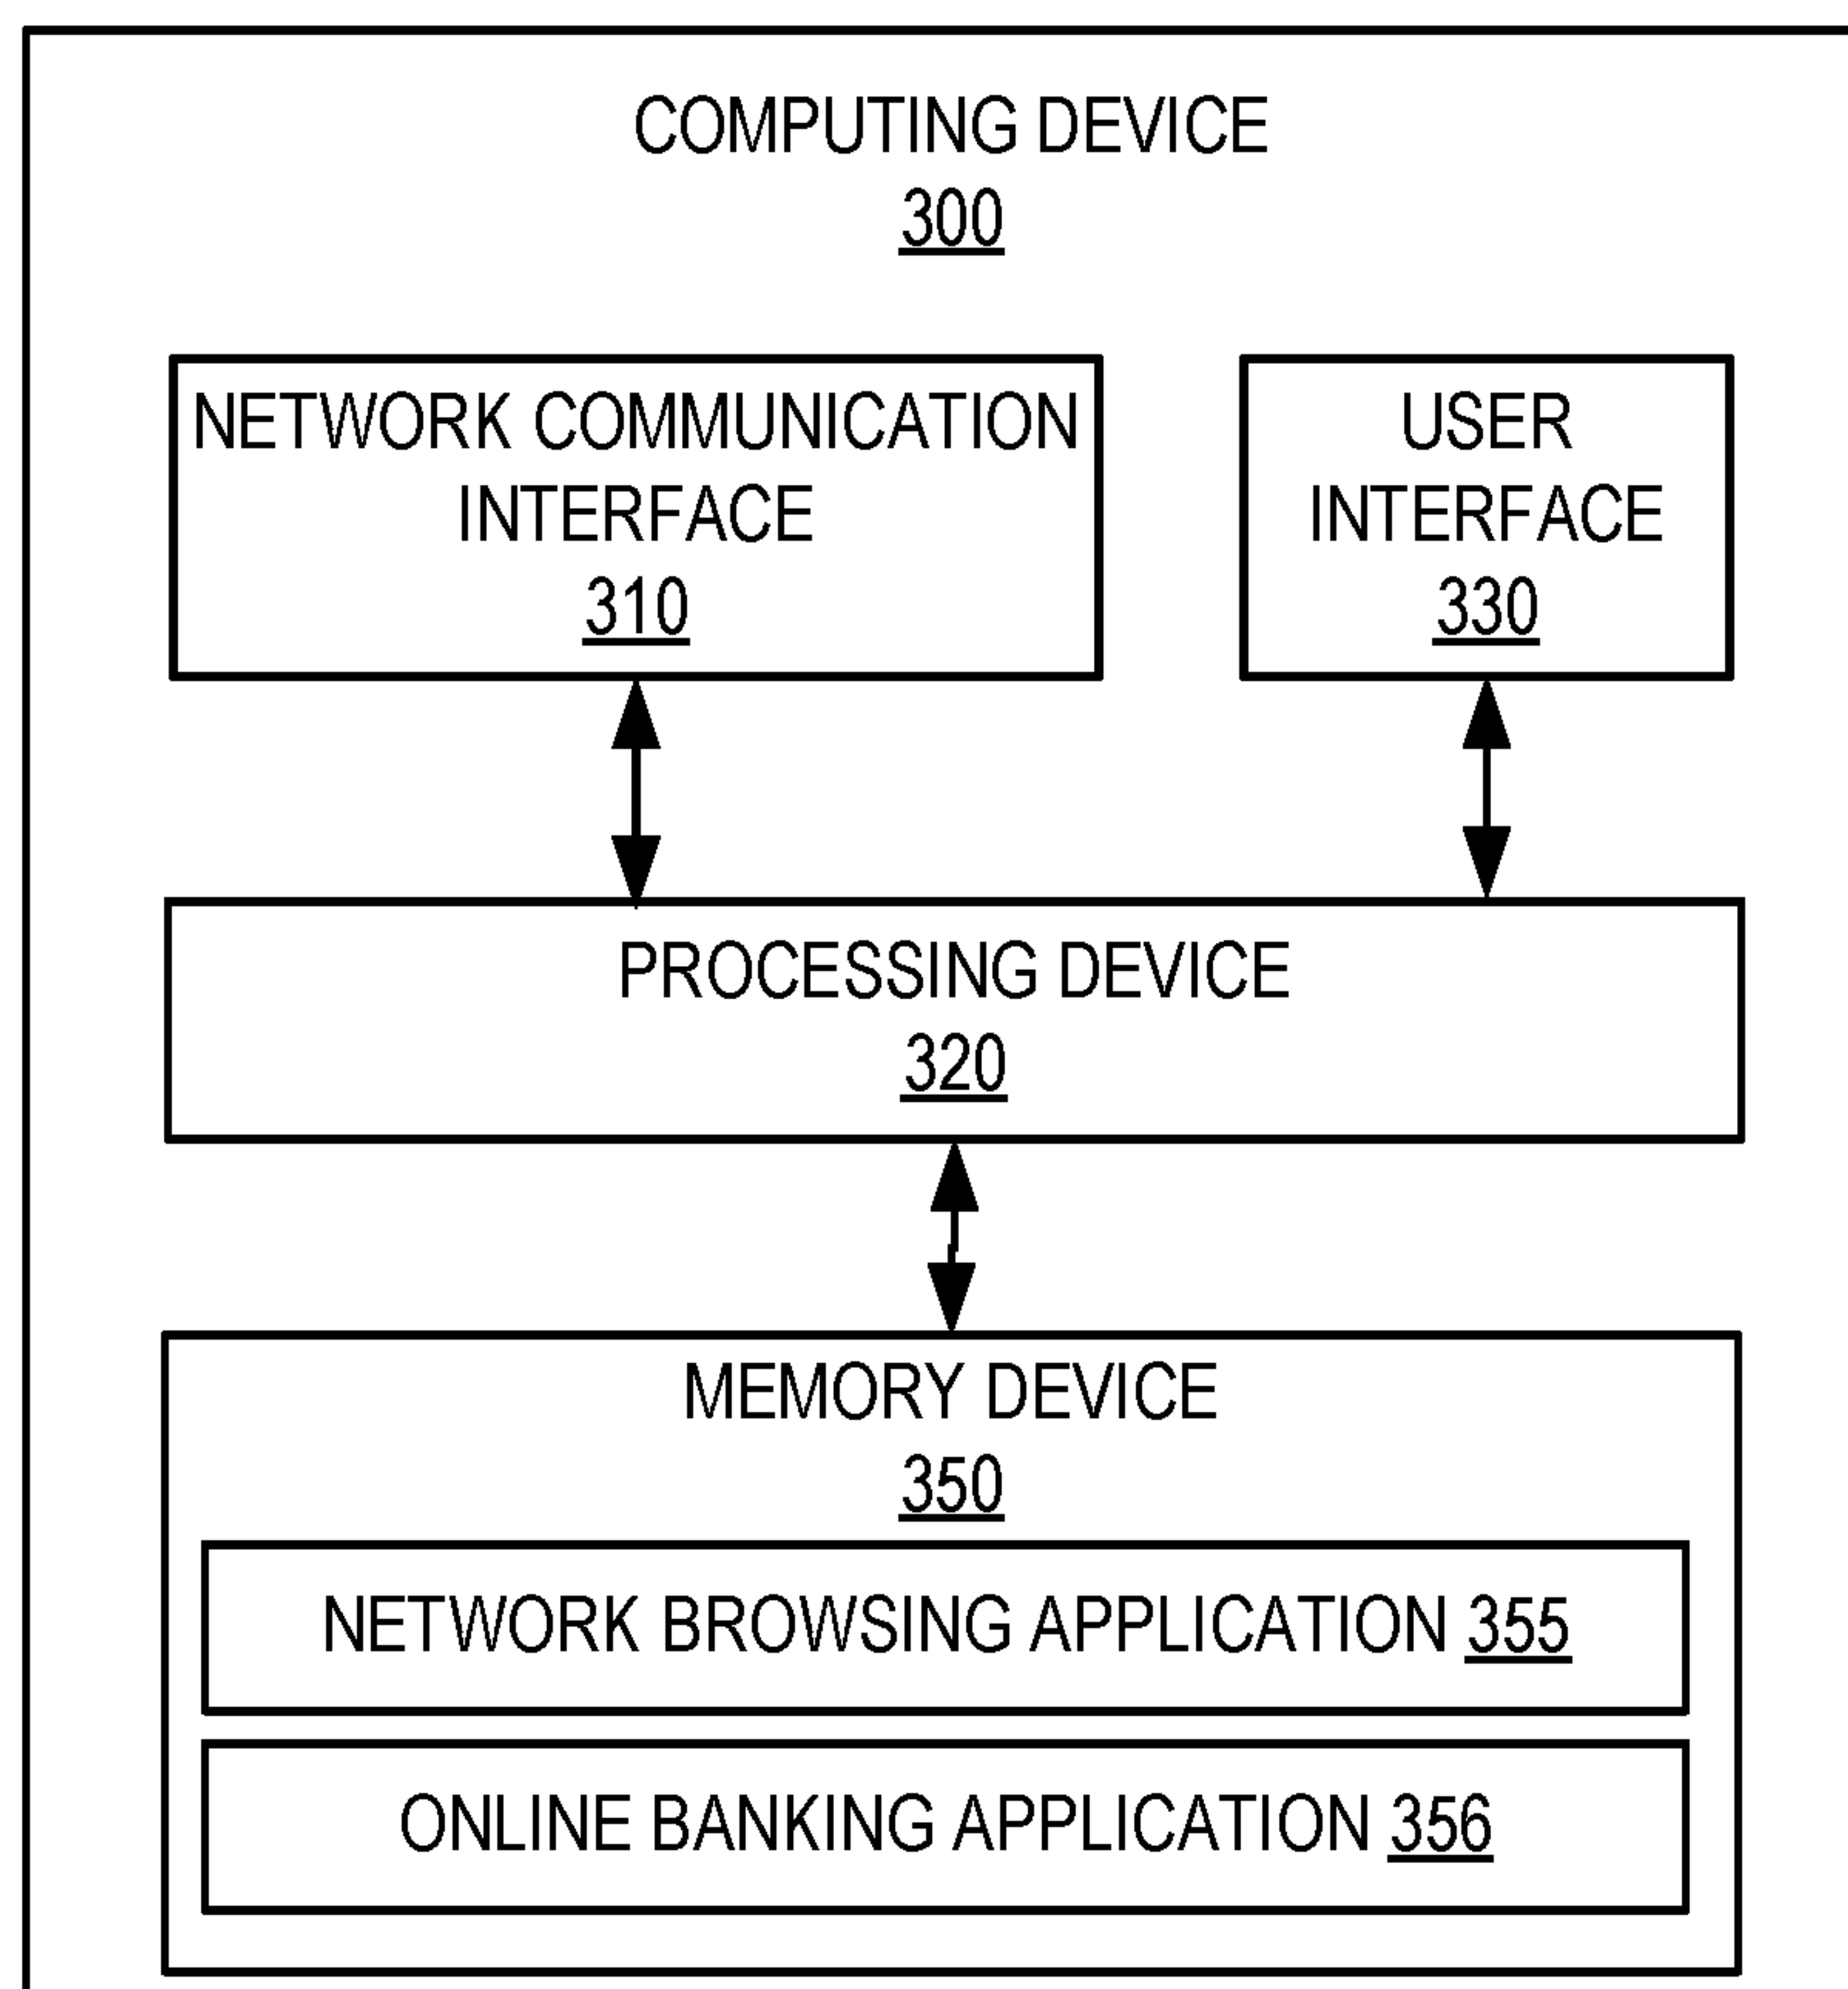 COMPUTING DEVICE
300
NETWORK COMMUNICATION
INTERFACE
310
USER
INTERFACE
330
PROCESSING DEVICE
320
MEMORY DEVICE
350
NETWORK BROWSING APPLICATION 355
ONLINE BANKING APPLICATION 356